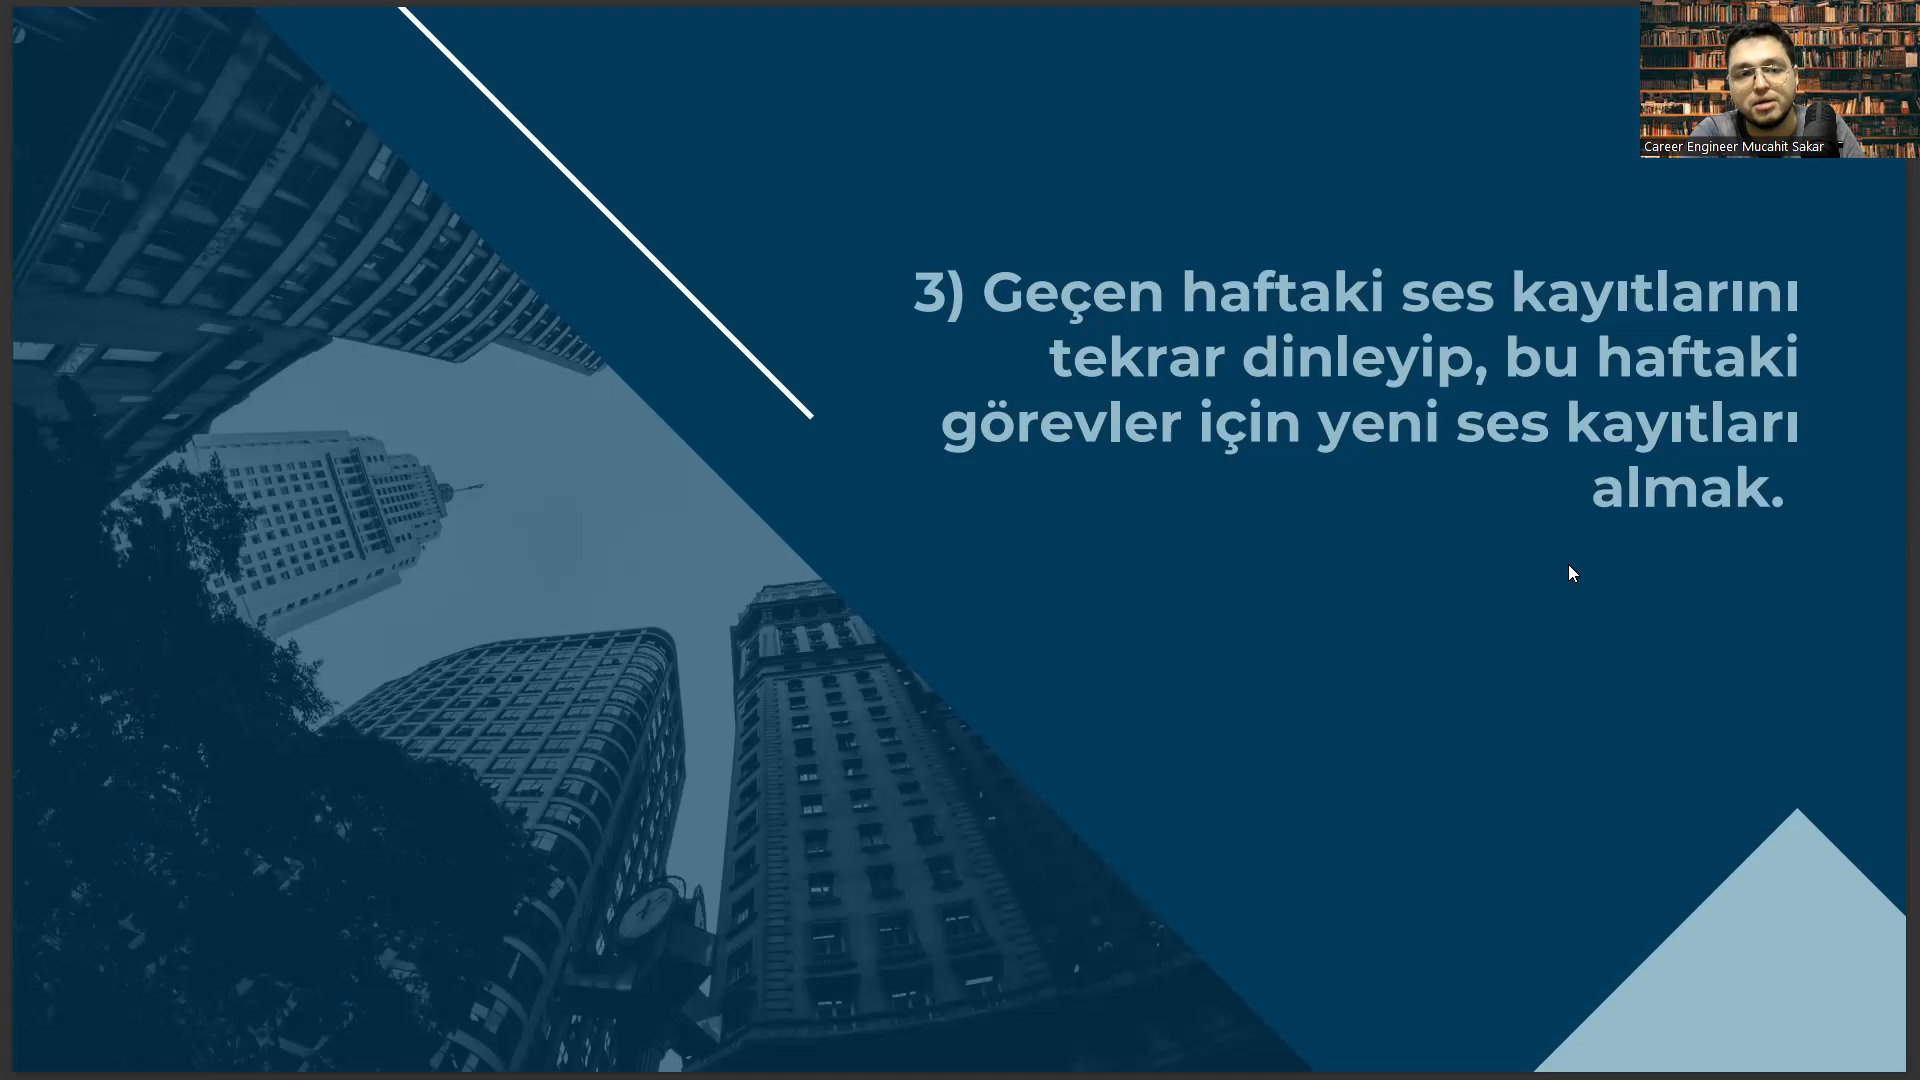 Career Engineer Mucahit Sakar
3) Geçen haftaki ses kayıtlarını
tekrar dinleyip, bu haftaki
görevler için yeni ses kayıtları
almak.